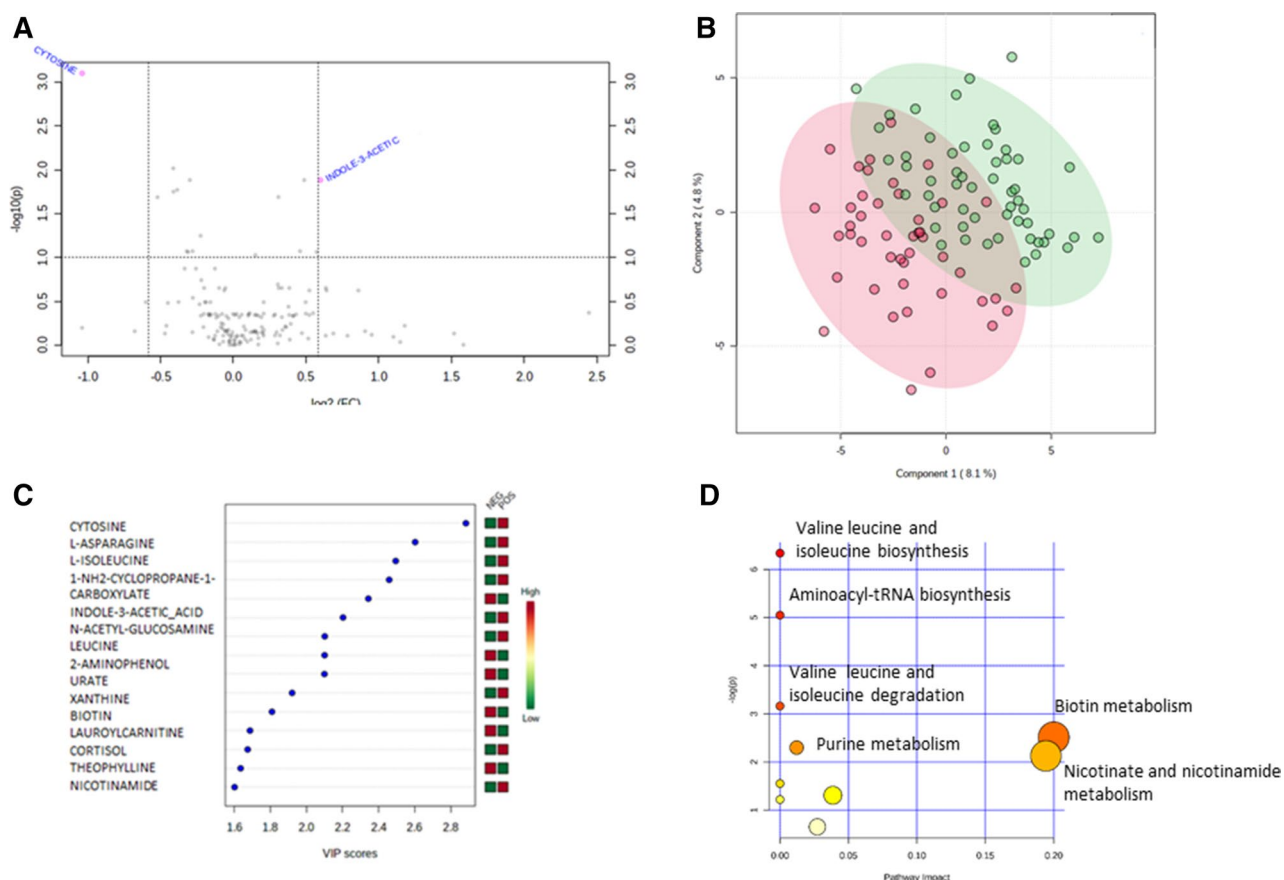 A
CYTOSINE
INDOLE-3-ACETIC
-log10(p)
3.0
2.5
2.0
1.5
1.0
0.5
0.0
3.0
2.5
2.0
1.5
1.0
0.5
0.0
-1.0
-0.5
0.0
0.5
1.0
1.5
2.0
2.5
log2 (FC)
B
Component 2 ( 4.8 %)
5
0
-5
-5
0
5
Component 1 ( 8.1 %)
C
CYTOSINE
L-ASPARAGINE
L-ISOLEUCINE
1-NH2-CYCLOPROPANE-1-
CARBOXYLATE
INDOLE-3-ACETIC_ACID
N-ACETYL-GLUCOSAMINE
LEUCINE
2-AMINOPHENOL
URATE
XANTHINE
BIOTIN
LAUROYLCARNITINE
CORTISOL
THEOPHYLLINE
NICOTINAMIDE
NEG
POS
High
Low
1.6
1.8
2.0
2.2
2.4
2.6
2.8
VIP scores
D
Valine leucine and
isoleucine biosynthesis
Aminoacyl-tRNA biosynthesis
Valine leucine and
isoleucine degradation
Purine metabolism
Biotin metabolism
Nicotinate and nicotinamide
metabolism
-log(p)
6
5
4
3
2
1
0.00
0.05
0.10
0.15
0.20
Pathway Impact